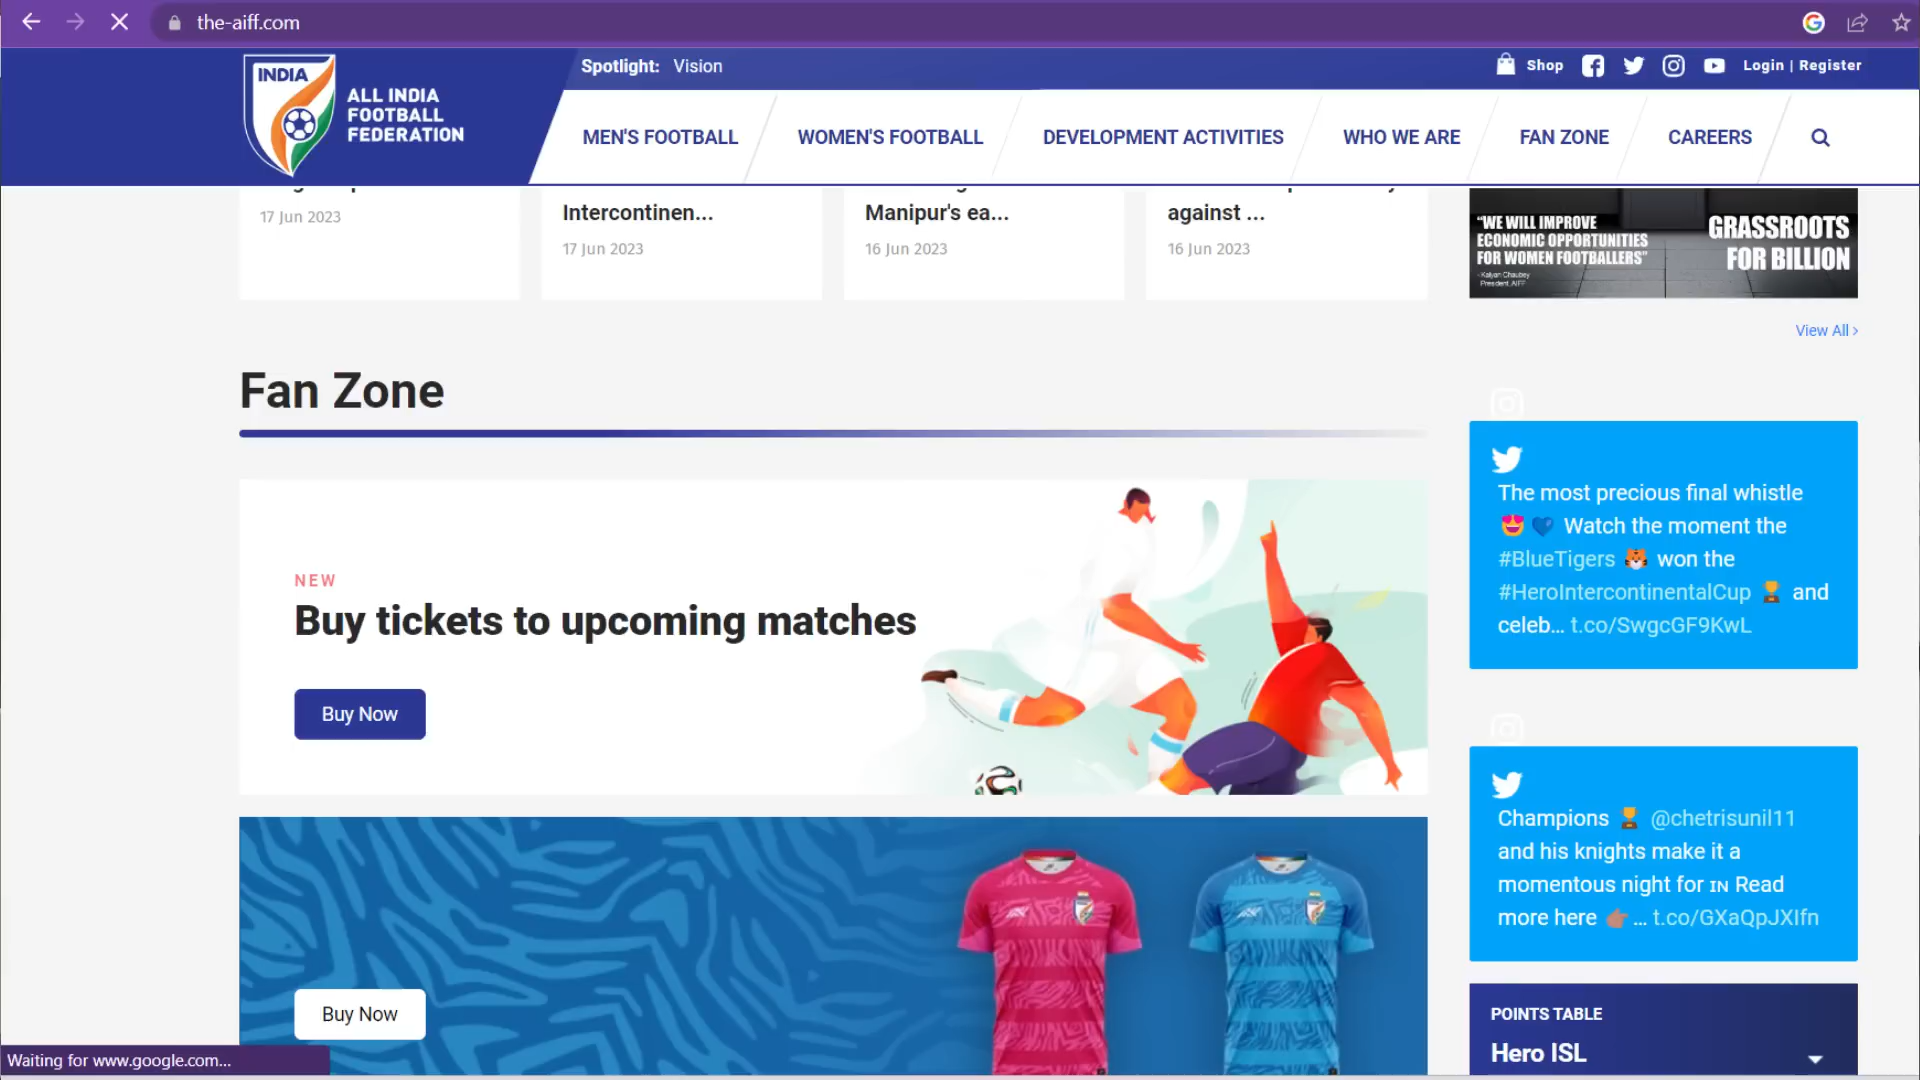 the-aiff.com
INDIA
ALL INDIA
FOOTBALL
FEDERATION
Spotlight: Vision
Shop
Login | Register
MEN'S FOOTBALL
WOMEN'S FOOTBALL
DEVELOPMENT ACTIVITIES
WHO WE ARE
FAN ZONE
CAREERS
17 Jun 2023
Intercontinen...
17 Jun 2023
Manipur's ea...
16 Jun 2023
against ...
16 Jun 2023
"WE WILL IMPROVE
ECONOMIC OPPORTUNITIES
FOR WOMEN FOOTBALLERS"
- Kalyan Chaubey
President, AIFF
GRASSROOTS
FOR BILLION
View All >
Fan Zone
NEW
Buy tickets to upcoming matches
Buy Now
Buy Now
The most precious final whistle
😍 💙 Watch the moment the
#BlueTigers 🐯 won the
#HeroIntercontinentalCup 🏆 and
celeb… t.co/SwgcGF9KwL
Champions 🏆 @chetrisunil11
and his knights make it a
momentous night for ɪɴ Read
more here 👉🏽 … t.co/GXaQpJXIfn
POINTS TABLE
Hero ISL
Waiting for www.google.com...